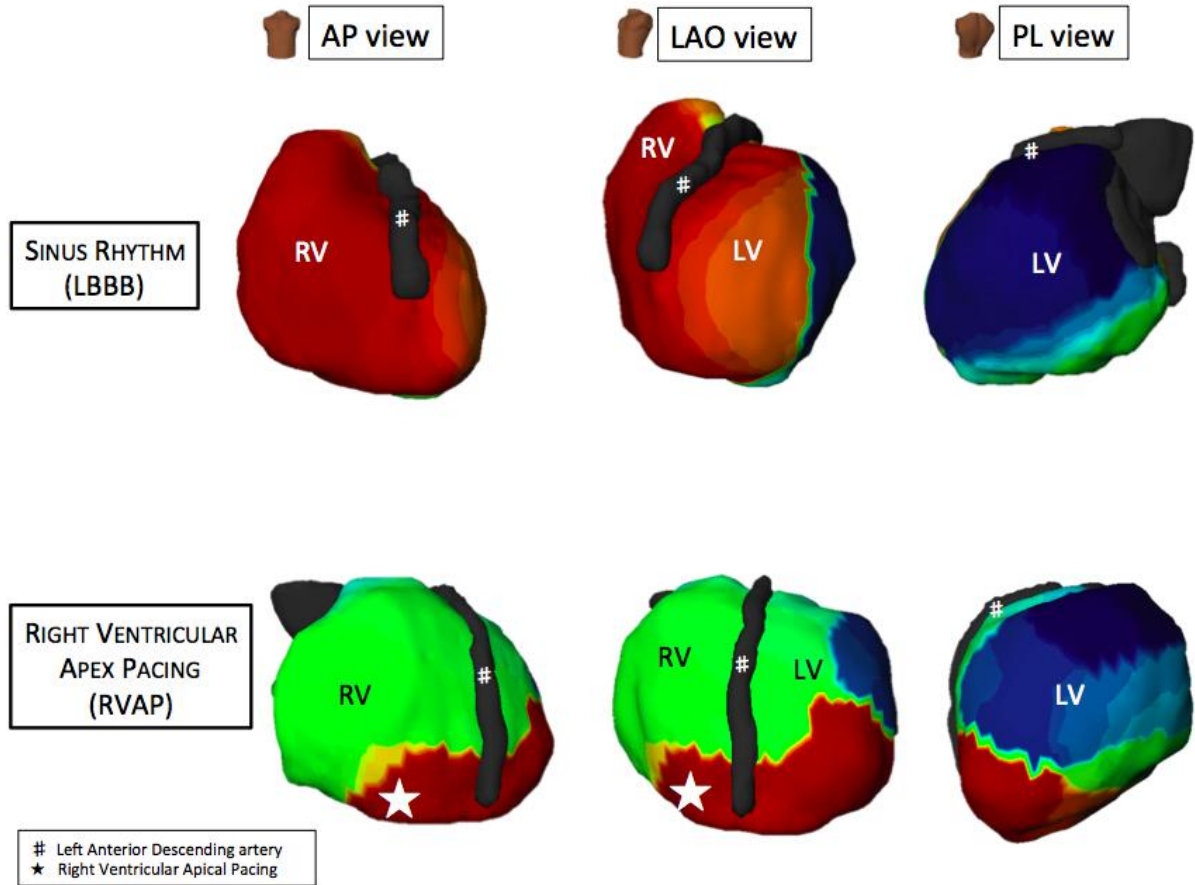 AP view
LAO view
PL view
SINUS RHYTHM
(LBBB)
RV
#
RV
#
LV
#
LV
RIGHT VENTRICULAR
APEX PACING
(RVAP)
RV
#
★
RV
#
LV
★
#
LV
# Left Anterior Descending artery
★ Right Ventricular Apical Pacing